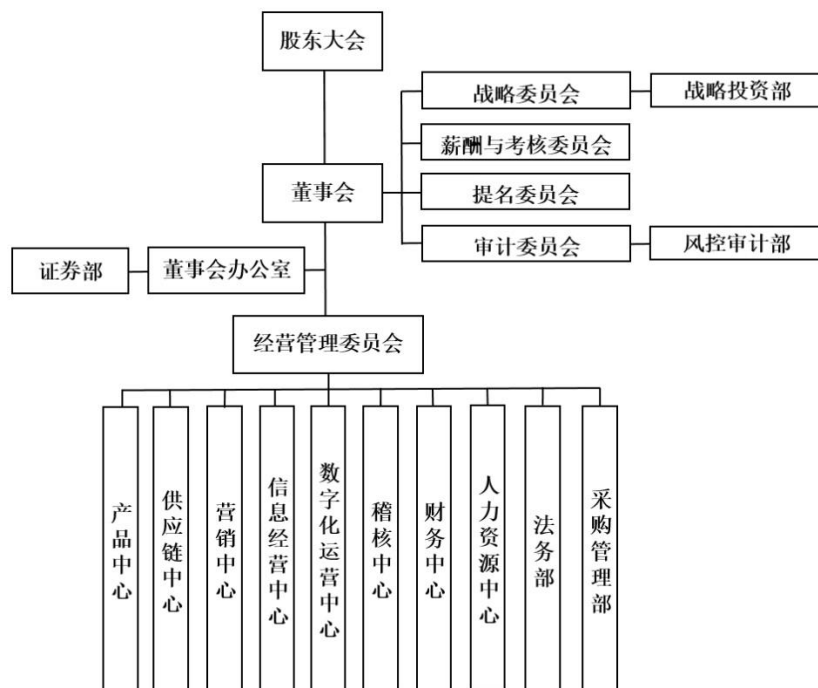 股东大会
战略委员会
战略投资部
薪酬与考核委员会
董事会
提名委员会
审计委员会
风控审计部
证券部
董事会办公室
经营管理委员会
产品中心
供应链中心
营销中心
信息经营中心
数字化运营中心
稽核中心
财务中心
人力资源中心
法务部
采购管理部